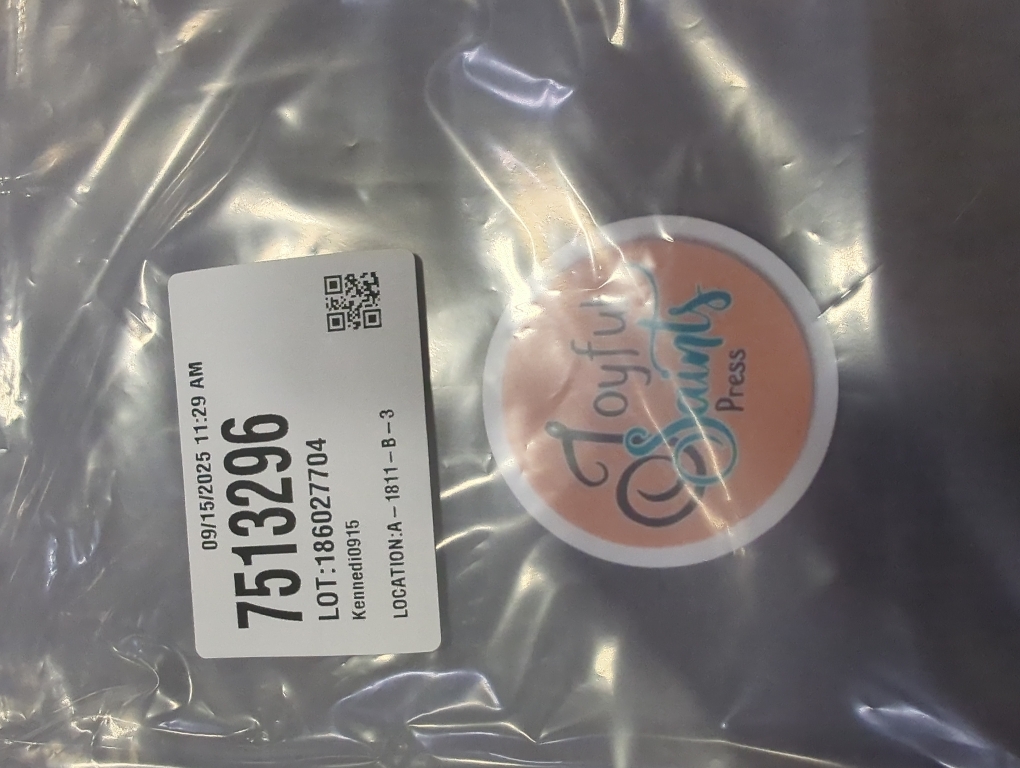 09/15/2025 11:29 AM
7513296
LOT:186027704
Kennedi0915
LOCATION:A-1811-B-3
Joyful
Saints
Press